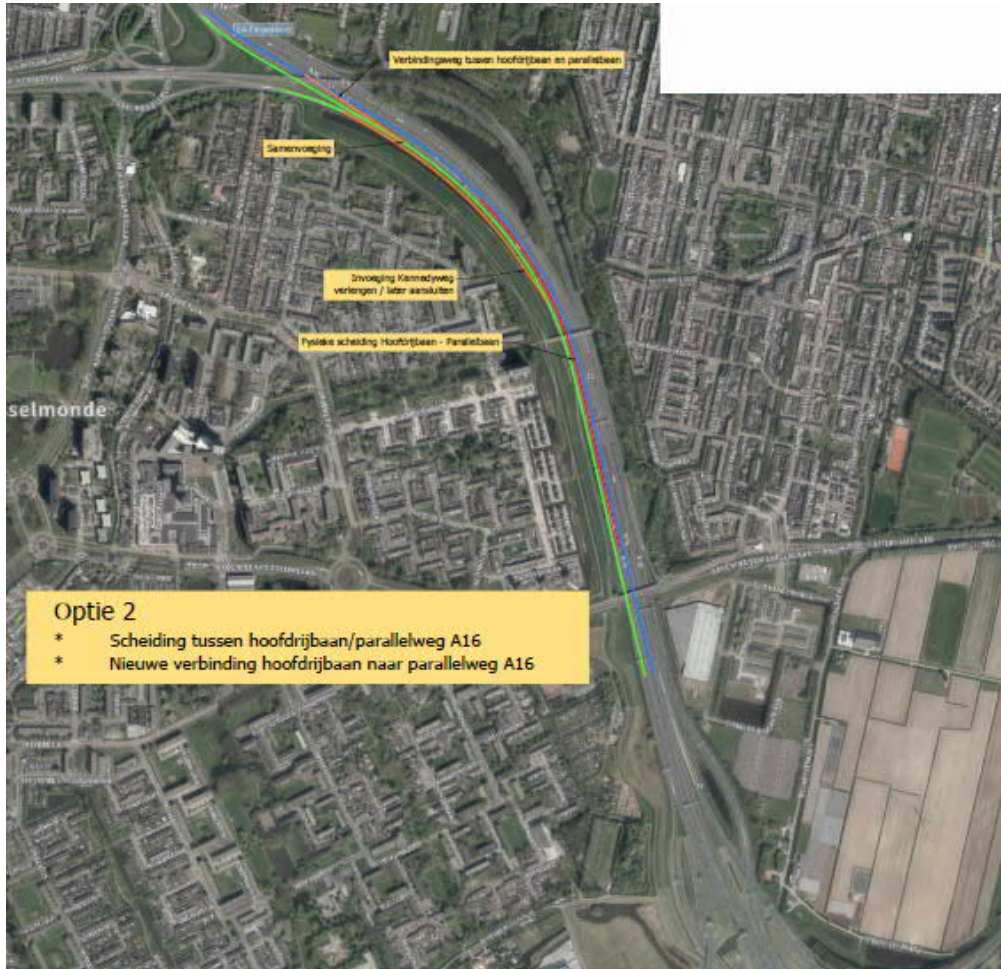 Verbindingsweg tussen hoofdrijbaan en parallelbaan
Samenvoeging
Invoeging Kennedyweg
verlengen / later aansluiten
Fysieke scheiding Hoofdrijbaan - Parallelbaan
selmonde
Optie 2
* Scheiding tussen hoofdrijbaan/parallelweg A16
* Nieuwe verbinding hoofdrijbaan naar parallelweg A16